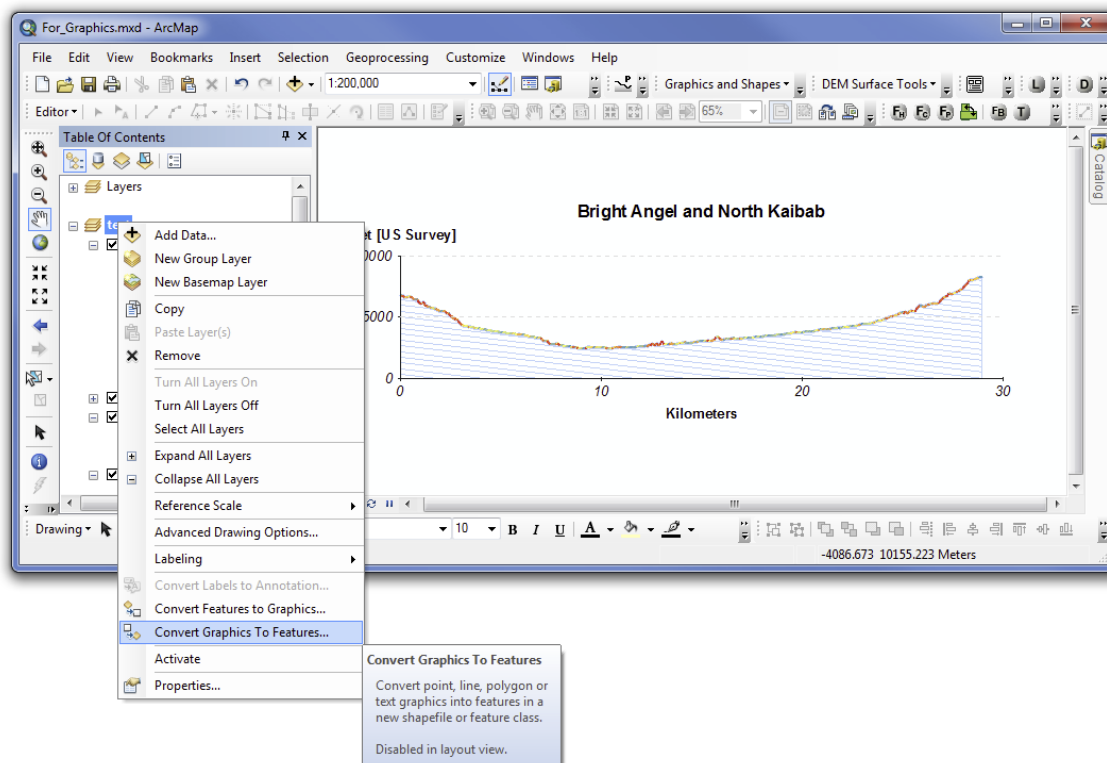 For_Graphics.mxd - ArcMap
File Edit View Bookmarks Insert Selection Geoprocessing Customize Windows Help
1:200,000 Graphics and Shapes DEM Surface Tools L D
Editor 65% FH FC FP FB T
Table Of Contents
Catalog
Layers
Bright Angel and North Kaibab
Add Data...
[US Survey]
New Group Layer
New Basemap Layer
Copy
Paste Layer(s)
5000
Remove
Turn All Layers On
0
Turn All Layers Off
0 10 20 30
Kilometers
Select All Layers
Expand All Layers
Collapse All Layers
Reference Scale
Drawing 10 B I U A
Advanced Drawing Options...
-4086.673 10155.223 Meters
Labeling
Convert Labels to Annotation...
Convert Features to Graphics...
Convert Graphics To Features...
Activate
Properties...
Convert Graphics To Features
Convert point, line, polygon or
text graphics into features in a
new shapefile or feature class.
Disabled in layout view.